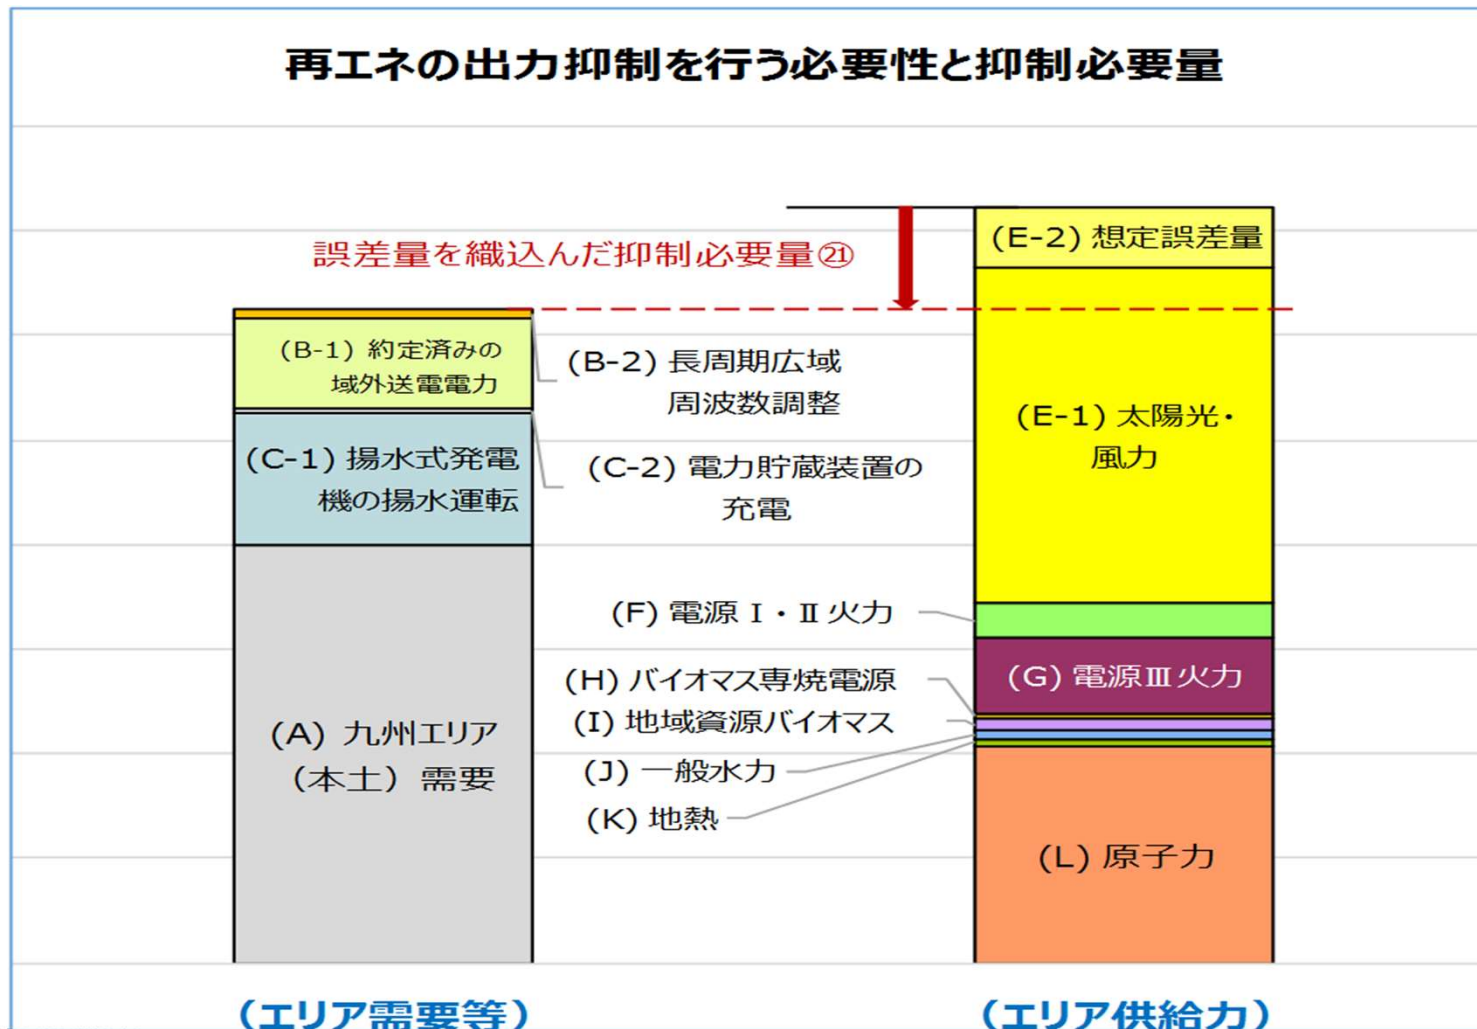 再エネの出力抑制を行う必要性と抑制必要量
誤差量を織込んだ抑制必要量㉑
(E-2) 想定誤差量
(B-1) 約定済みの
域外送電電力
(B-2) 長周期広域
周波数調整
(E-1) 太陽光・
風力
(C-1) 揚水式発電
機の揚水運転
(C-2) 電力貯蔵装置の
充電
(F) 電源Ⅰ・Ⅱ火力
(G) 電源Ⅲ火力
(H) バイオマス専焼電源
(I) 地域資源バイオマス
(A) 九州エリア
（本土）需要
(J) 一般水力
(K) 地熱
(L) 原子力
（エリア需要等）
（エリア供給力）